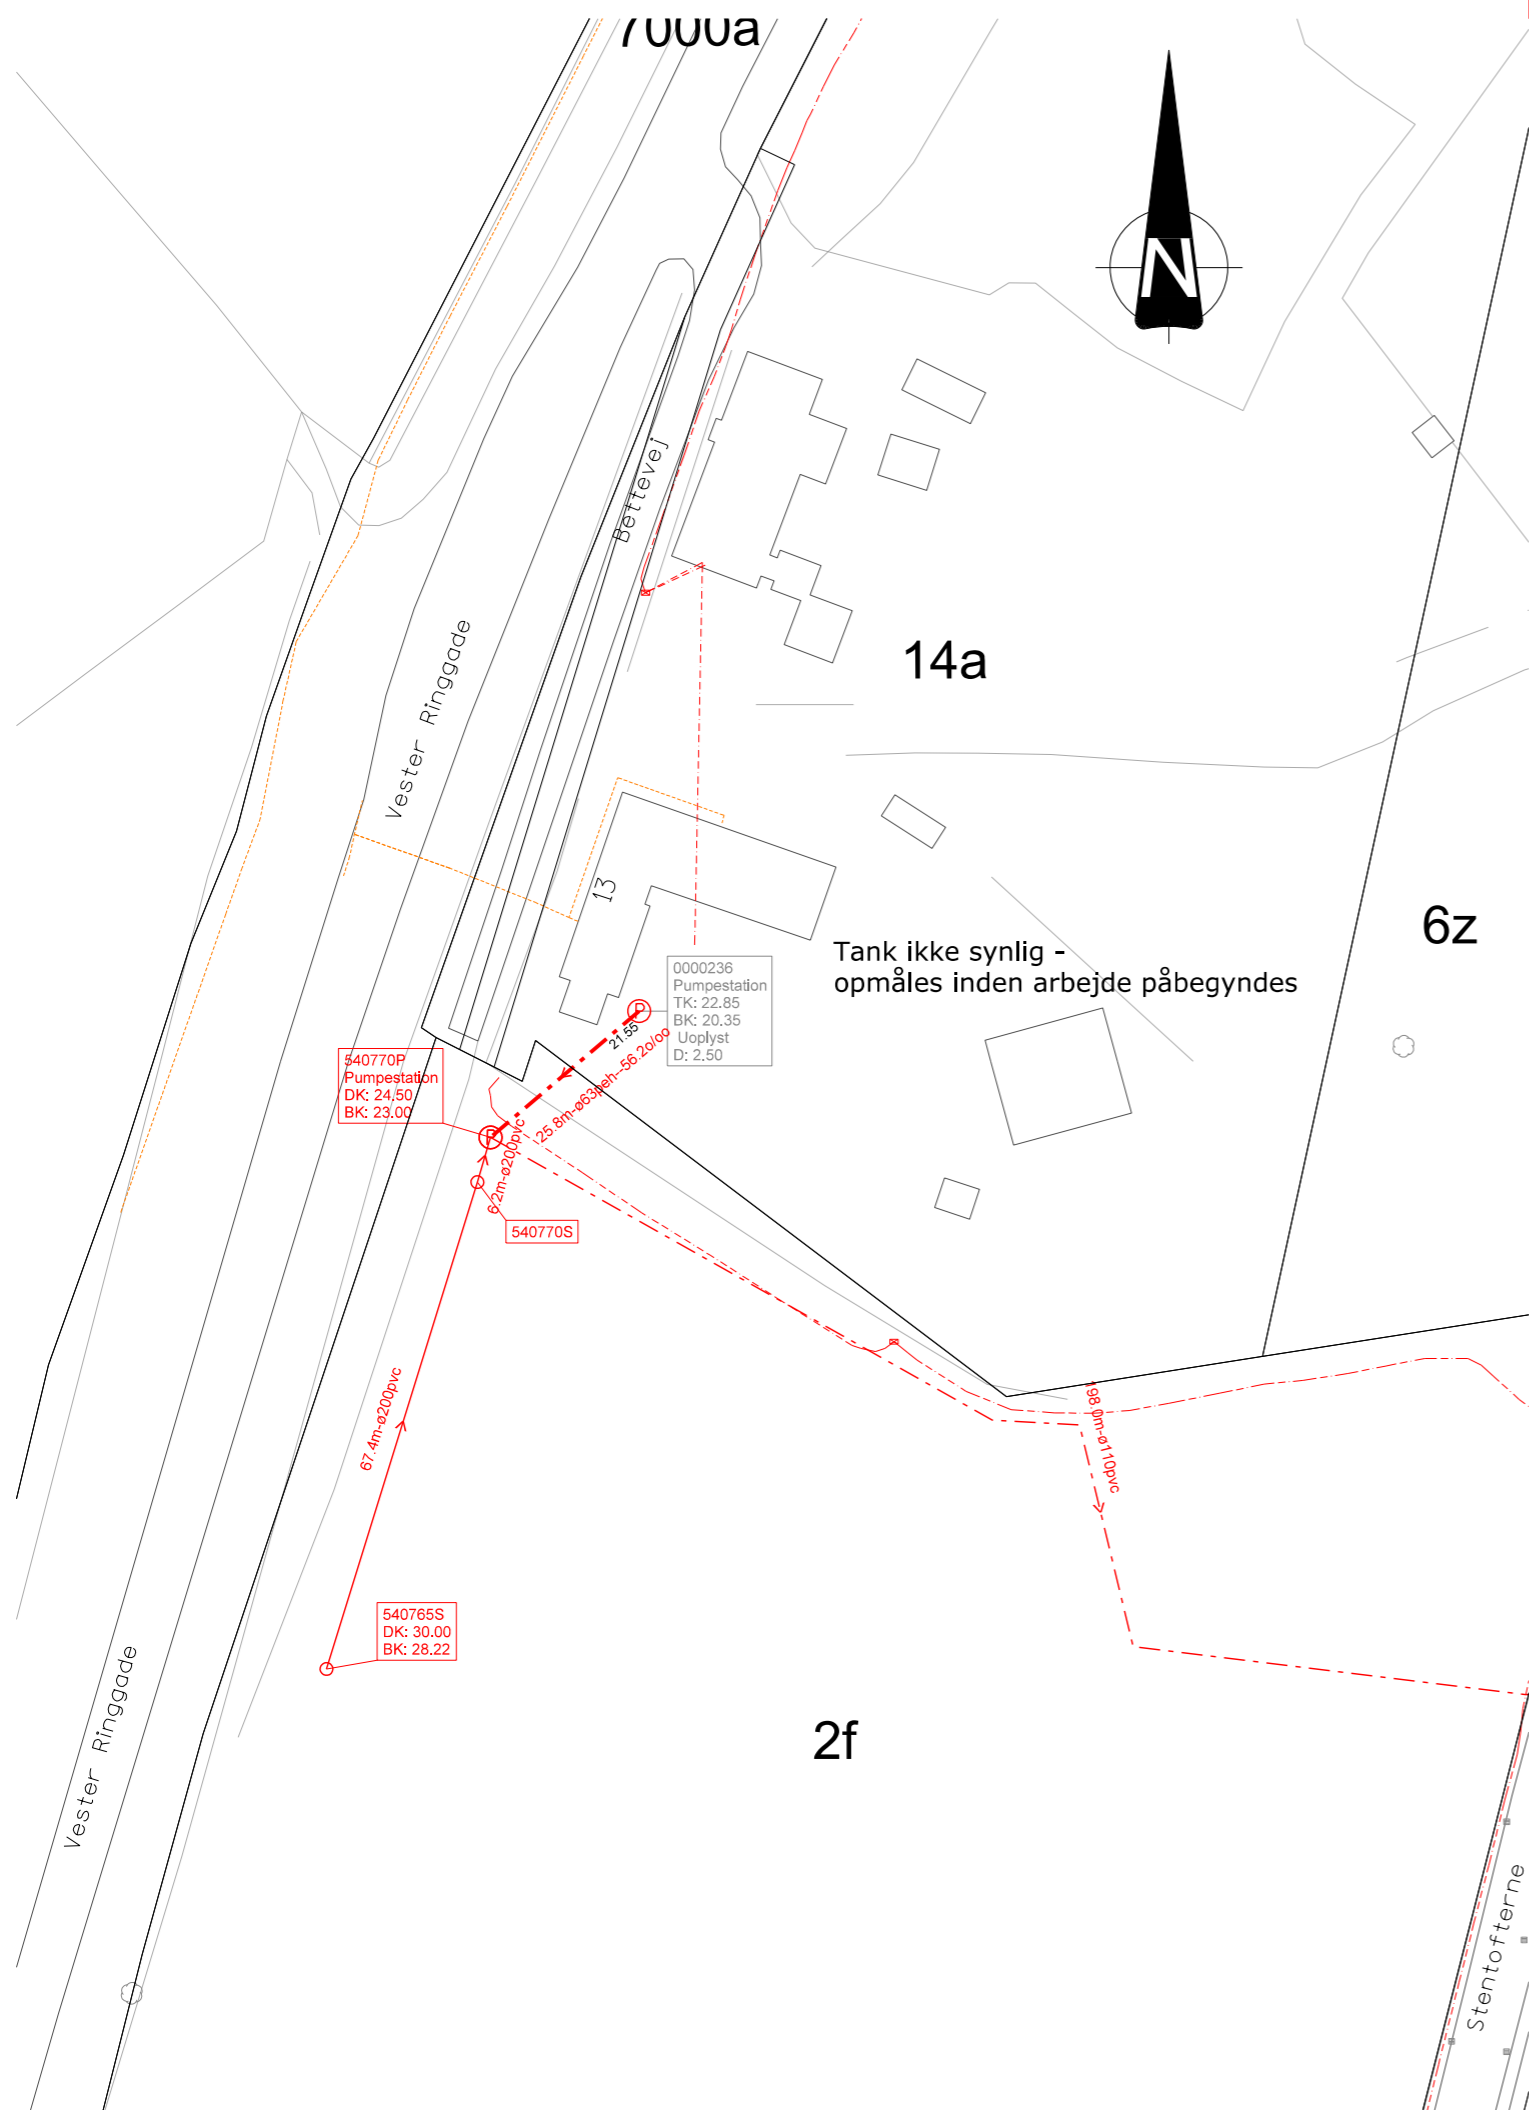 7000a
N
Bettevej
Vester Ringgade
14a
13
6z
Tank ikke synlig -
opmåles inden arbejde påbegyndes
0000236
Pumpestation
TK: 22.85
BK: 20.35
Uoplyst
D: 2.50
P
21.55
25.8m-ø63peh--56.2o/oo
540770P
Pumpestation
DK: 24.50
BK: 23.00
P
6.2m-ø200pvc
540770S
67.4m-ø200pvc
198.0m-ø110pvc
540765S
DK: 30.00
BK: 28.22
Vester Ringgade
2f
Stentofterne